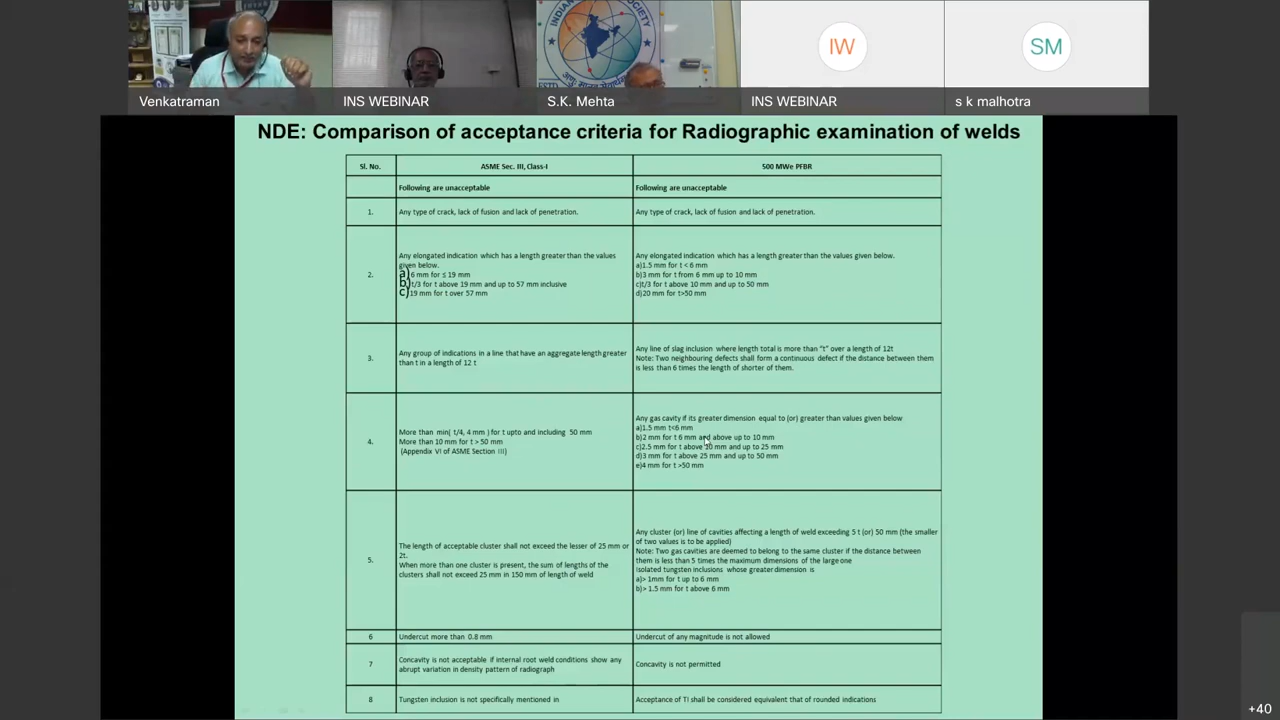 INDIAN
SOCIETY
ESTD
IW
SM
Venkatraman
INS WEBINAR
S.K. Mehta
INS WEBINAR
s k malhotra
NDE: Comparison of acceptance criteria for Radiographic examination of welds
Sl. No.
ASME Sec. III, Class-I
500 MWe PFBR
Following are unacceptable
Following are unacceptable
1.
Any type of crack, lack of fusion and lack of penetration.
Any type of crack, lack of fusion and lack of penetration.
2.
Any elongated indication which has a length greater than the values
given below.
a) 6 mm for ≤ 19 mm
b) t/3 for t above 19 mm and up to 57 mm inclusive
c) 19 mm for t over 57 mm
Any elongated indication which has a length greater than the values given below.
a)1.5 mm for t < 6 mm
b)3 mm for t from 6 mm up to 10 mm
c)t/3 for t above 10 mm and up to 50 mm
d)20 mm for t>50 mm
3.
Any group of indications in a line that have an aggregate length greater
than t in a length of 12 t
Any line of slag inclusion where length total is more than "t" over a length of 12t
Note: Two neighbouring defects shall form a continuous defect if the distance between them
is less than 6 times the length of shorter of them.
4.
More than min( t/4, 4 mm ) for t upto and including 50 mm
More than 10 mm for t > 50 mm
(Appendix VI of ASME Section III)
Any gas cavity if its greater dimension equal to (or) greater than values given below
a)1.5 mm t<6 mm
b)2 mm for t 6 mm and above up to 10 mm
c)2.5 mm for t above 10 mm and up to 25 mm
d)3 mm for t above 25 mm and up to 50 mm
e)4 mm for t >50 mm
5.
The length of acceptable cluster shall not exceed the lesser of 25 mm or
2t.
When more than one cluster is present, the sum of lengths of the
clusters shall not exceed 25 mm in 150 mm of length of weld
Any cluster (or) line of cavities affecting a length of weld exceeding 5 t (or) 50 mm (the smaller
of two values is to be applied)
Note: Two gas cavities are deemed to belong to the same cluster if the distance between
them is less than 5 times the maximum dimensions of the large one
Isolated tungsten inclusions whose greater dimension is
a)> 1mm for t up to 6 mm
b)> 1.5 mm for t above 6 mm
6
Undercut more than 0.8 mm
Undercut of any magnitude is not allowed
7
Concavity is not acceptable if internal root weld conditions show any
abrupt variation in density pattern of radiograph
Concavity is not permitted
8
Tungsten inclusion is not specifically mentioned in
Acceptance of TI shall be considered equivalent that of rounded indications
+40